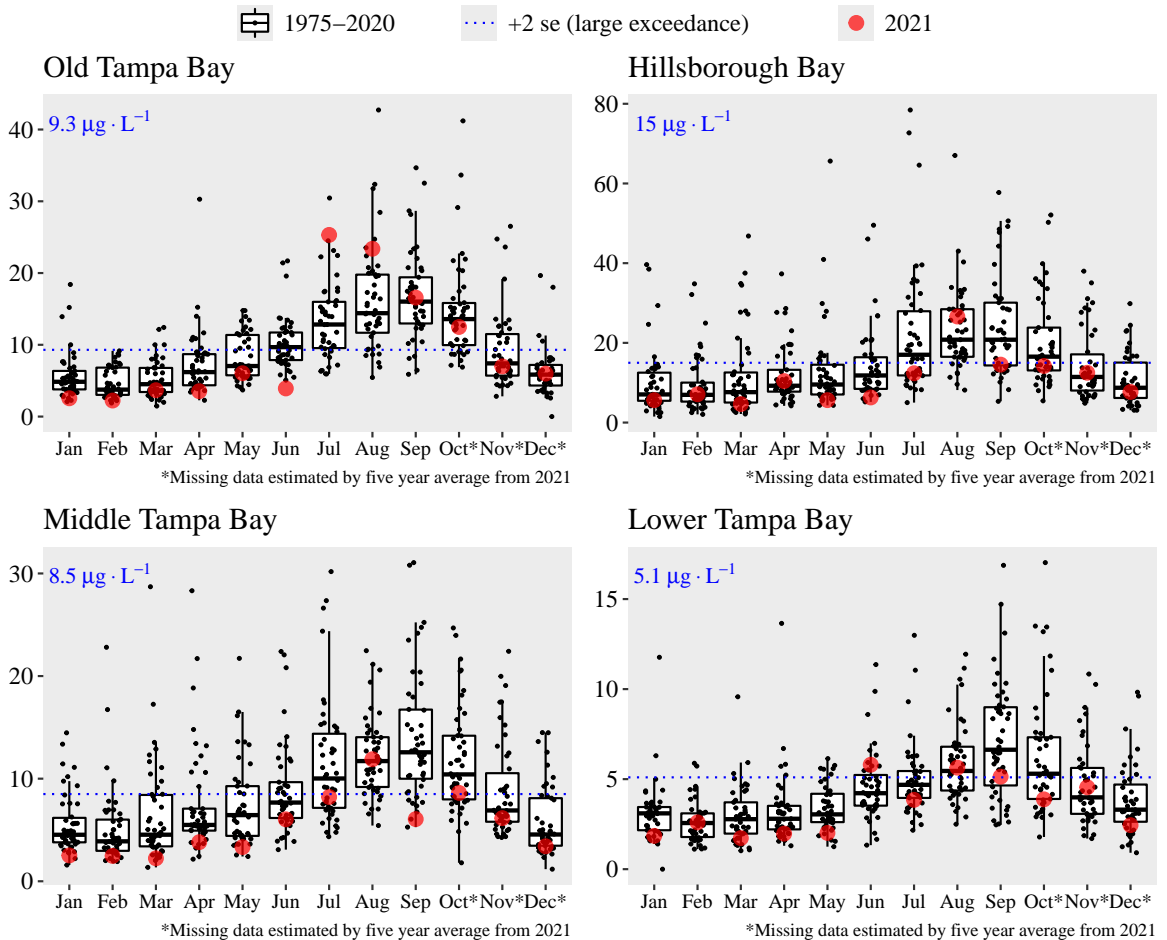 1975–2020 +2 se (large exceedance) 2021
Old Tampa Bay
9.3 μg · L⁻¹
40
30
20
10
0
Jan Feb Mar Apr May Jun Jul Aug Sep Oct* Nov* Dec*
*Missing data estimated by five year average from 2021
Hillsborough Bay
15 μg · L⁻¹
80
60
40
20
0
Jan Feb Mar Apr May Jun Jul Aug Sep Oct* Nov* Dec*
*Missing data estimated by five year average from 2021
Middle Tampa Bay
8.5 μg · L⁻¹
30
20
10
0
Jan Feb Mar Apr May Jun Jul Aug Sep Oct* Nov* Dec*
*Missing data estimated by five year average from 2021
Lower Tampa Bay
5.1 μg · L⁻¹
15
10
5
0
Jan Feb Mar Apr May Jun Jul Aug Sep Oct* Nov* Dec*
*Missing data estimated by five year average from 2021